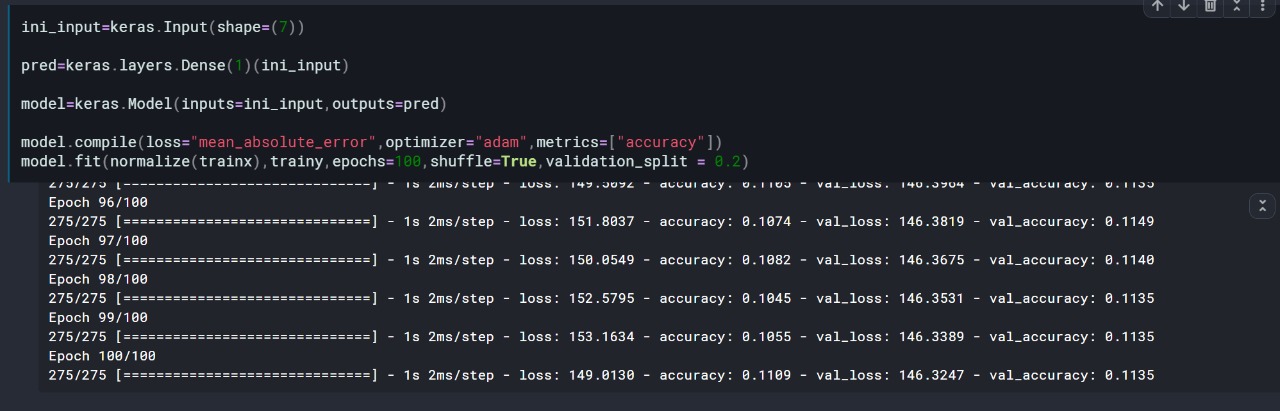 ini_input=keras.Input(shape=(7))
pred=keras.layers.Dense(1)(ini_input)
model=keras.Model(inputs=ini_input,outputs=pred)
model.compile(loss="mean_absolute_error",optimizer="adam",metrics=["accuracy"])
model.fit(normalize(trainx),trainy,epochs=100,shuffle=True,validation_split = 0.2)
275/275 [==============================] - 1s 2ms/step - loss: 149.5092 - accuracy: 0.1105 - val_loss: 146.3964 - val_accuracy: 0.1135
Epoch 96/100
275/275 [==============================] - 1s 2ms/step - loss: 151.8037 - accuracy: 0.1074 - val_loss: 146.3819 - val_accuracy: 0.1149
Epoch 97/100
275/275 [==============================] - 1s 2ms/step - loss: 150.0549 - accuracy: 0.1082 - val_loss: 146.3675 - val_accuracy: 0.1140
Epoch 98/100
275/275 [==============================] - 1s 2ms/step - loss: 152.5795 - accuracy: 0.1045 - val_loss: 146.3531 - val_accuracy: 0.1135
Epoch 99/100
275/275 [==============================] - 1s 2ms/step - loss: 153.1634 - accuracy: 0.1055 - val_loss: 146.3389 - val_accuracy: 0.1135
Epoch 100/100
275/275 [==============================] - 1s 2ms/step - loss: 149.0130 - accuracy: 0.1109 - val_loss: 146.3247 - val_accuracy: 0.1135